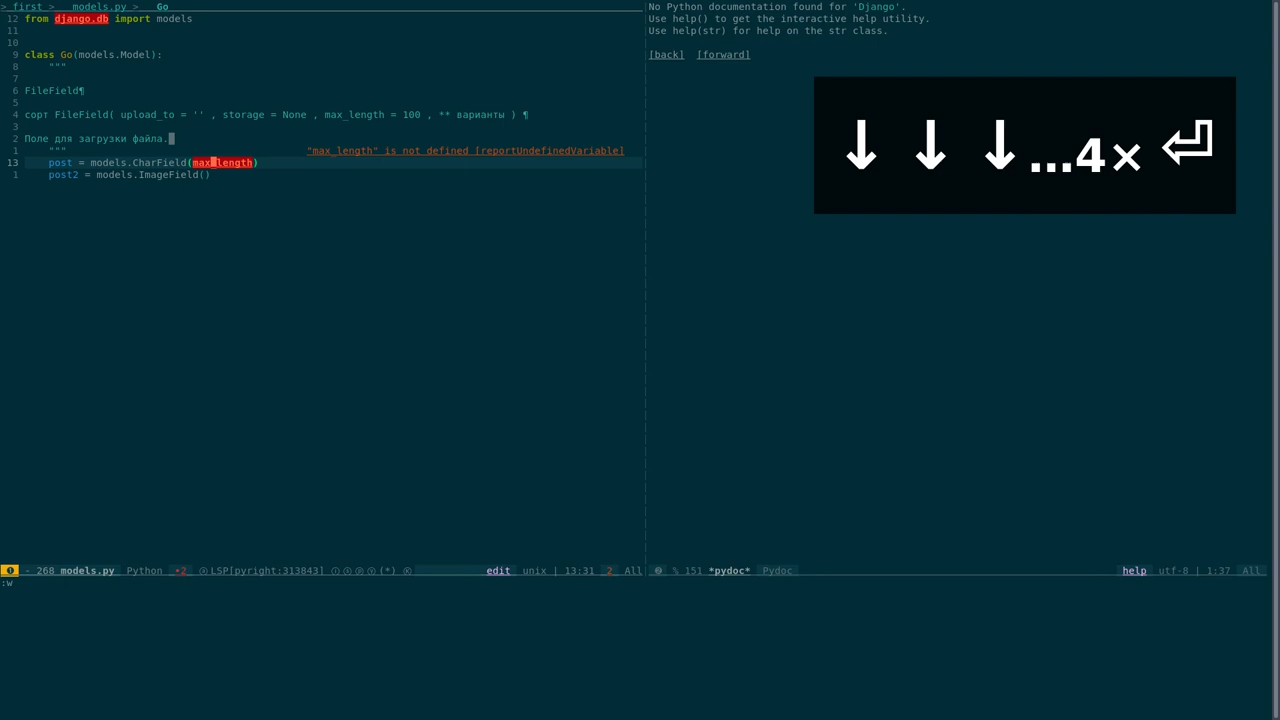 > first > models.py > Go
12 from django.db import models
11
10
9 class Go(models.Model):
8 """
7
6 FileField¶
5
4 сорт FileField( upload_to = '' , storage = None , max_length = 100 , ** варианты ) ¶
3
2 Поле для загрузки файла.
1 """ "max_length" is not defined [reportUndefinedVariable]
13 post = models.CharField(max_length)
1 post2 = models.ImageField()
No Python documentation found for 'Django'.
Use help() to get the interactive help utility.
Use help(str) for help on the str class.
[back] [forward]
↓ ↓ ↓...4× ⏎
❶ - 268 models.py Python •2 ⓐLSP[pyright:313843] (*) ⓚ edit unix | 13:31 2 All
❷ % 151 *pydoc* Pydoc help utf-8 | 1:37 All
:w